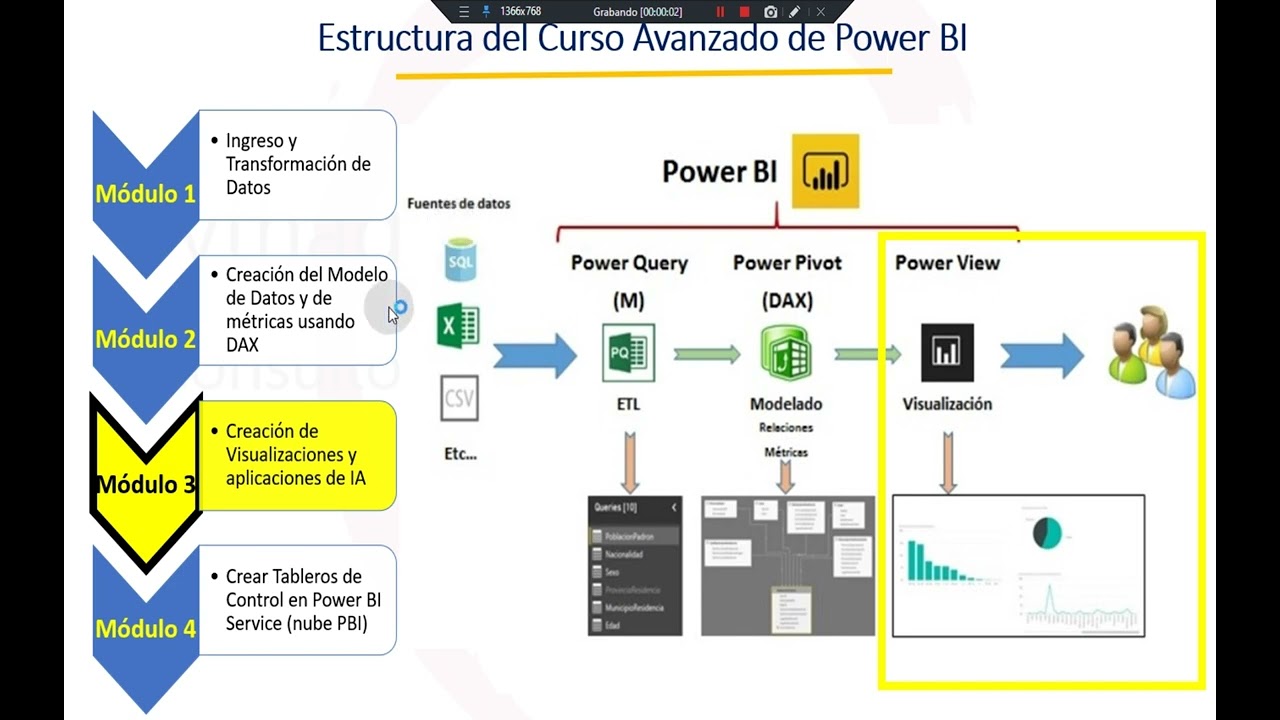 1366x768
Grabando [00:00:02]
Estructura del Curso Avanzado de Power BI
Módulo 1
• Ingreso y
Transformación de
Datos
Módulo 2
• Creación del Modelo
de Datos y de
métricas usando
DAX
Módulo 3
• Creación de
Visualizaciones y
aplicaciones de IA
Módulo 4
• Crear Tableros de
Control en Power BI
Service (nube PBI)
Fuentes de datos
SQL
X
CSV
Etc...
Power BI
Power Query
(M)
PQ
ETL
Power Pivot
(DAX)
Modelado
Relaciones
Métricas
Power View
Visualización
Queries [10]
PoblacionPadron
Nacionalidad
Sexo
ProvinciaResidencia
MunicipioResidencia
Edad